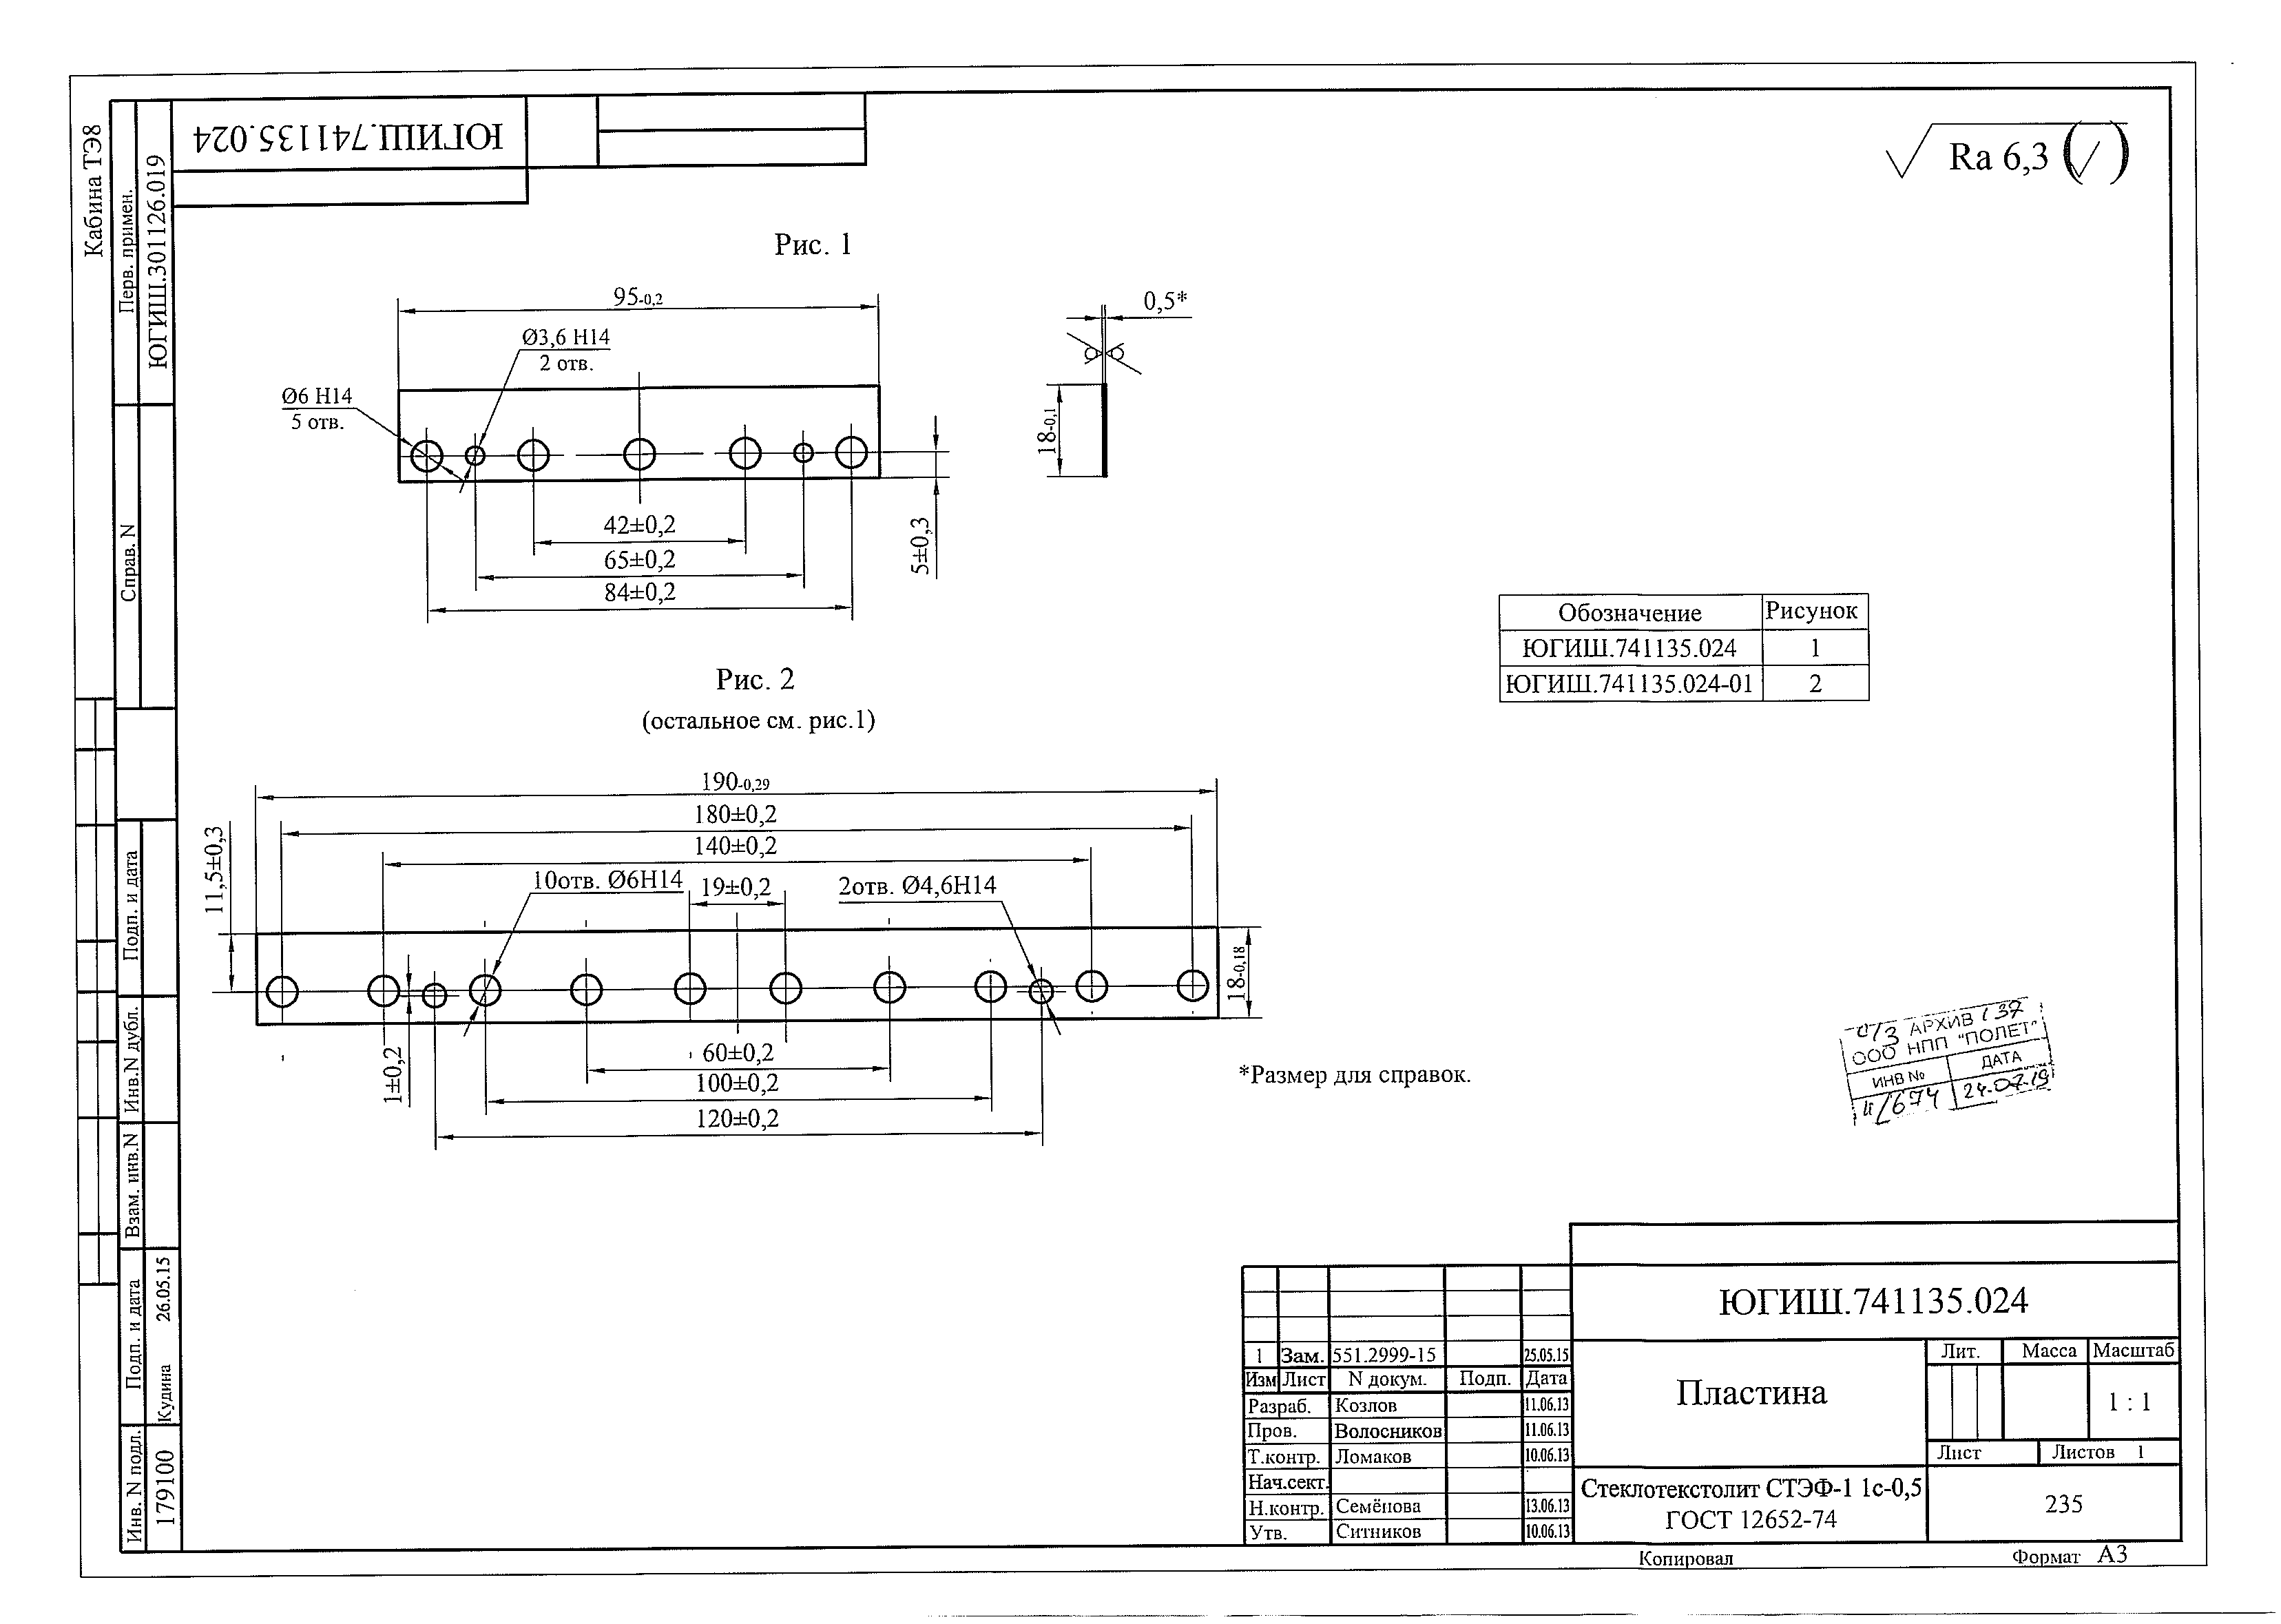 Кабина ТЭ8
Перв. примен.
ЮГИШ.301126.019
Справ. N
Подп. и дата
Инв.N дубл.
Взам. инв.N
Подп. и дата
Кудина 26.05.15
Инв. N подл.
179100
ЮГИШ.741135.024
Ra 6,3 ( )
Рис. 1
95-0,2
Ø3,6 H14
2 отв.
Ø6 H14
5 отв.
42±0,2
65±0,2
84±0,2
5±0,3
0,5*
18-0,1
Обозначение Рисунок
ЮГИШ.741135.024 1
ЮГИШ.741135.024-01 2
Рис. 2
(остальное см. рис.1)
190-0,29
180±0,2
140±0,2
11,5±0,3
10отв. Ø6H14
19±0,2
2отв. Ø4,6H14
18-0,18
1±0,2
60±0,2
100±0,2
120±0,2
*Размер для справок.
АРХИВ 137
ООО НПП "ПОЛЕТ"
ИНВ № ДАТА
24.07.19
ЮГИШ.741135.024
1 Зам. 551.2999-15 25.05.15
Изм Лист N докум. Подп. Дата
Разраб. Козлов 11.06.13
Пров. Волосников 11.06.13
Т.контр. Ломаков 10.06.13
Нач.сект.
Н.контр. Семёнова 13.06.13
Утв. Ситников 10.06.13
Пластина
Лит. Масса Масштаб
1 : 1
Лист Листов 1
Стеклотекстолит СТЭФ-1 1с-0,5
ГОСТ 12652-74
235
Копировал Формат А3